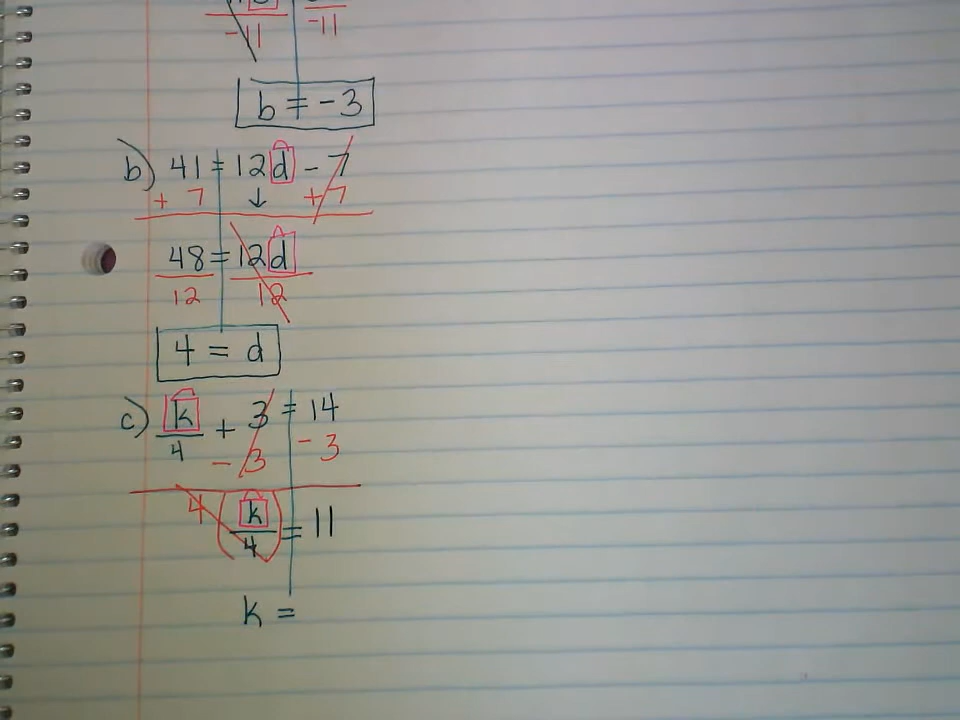 -11 -11
b = -3
b) 41 = 12d - 7
+ 7 ↓ + 7
48 = 12d
12 12
4 = d
c) k/4 + 3 = 14
- 3 - 3
4 (k/4) = 11
k =